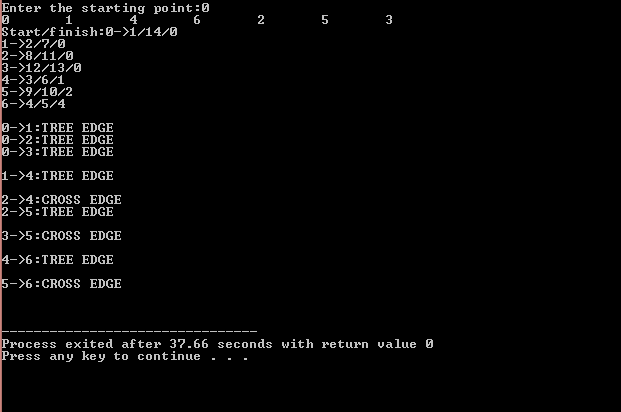 Enter the starting point:0
0 1 4 6 2 5 3
Start/finish:0->1/14/0
1->2/7/0
2->8/11/0
3->12/13/0
4->3/6/1
5->9/10/2
6->4/5/4
0->1:TREE EDGE
0->2:TREE EDGE
0->3:TREE EDGE
1->4:TREE EDGE
2->4:CROSS EDGE
2->5:TREE EDGE
3->5:CROSS EDGE
4->6:TREE EDGE
5->6:CROSS EDGE
--------------------------------
Process exited after 37.66 seconds with return value 0
Press any key to continue . . .